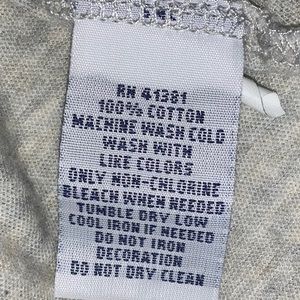 RN 41381
100% COTTON
MACHINE WASH COLD
WASH WITH
LIKE COLORS
ONLY NON-CHLORINE
BLEACH WHEN NEEDED
TUMBLE DRY LOW
COOL IRON IF NEEDED
DO NOT IRON
DECORATION
DO NOT DRY CLEAN